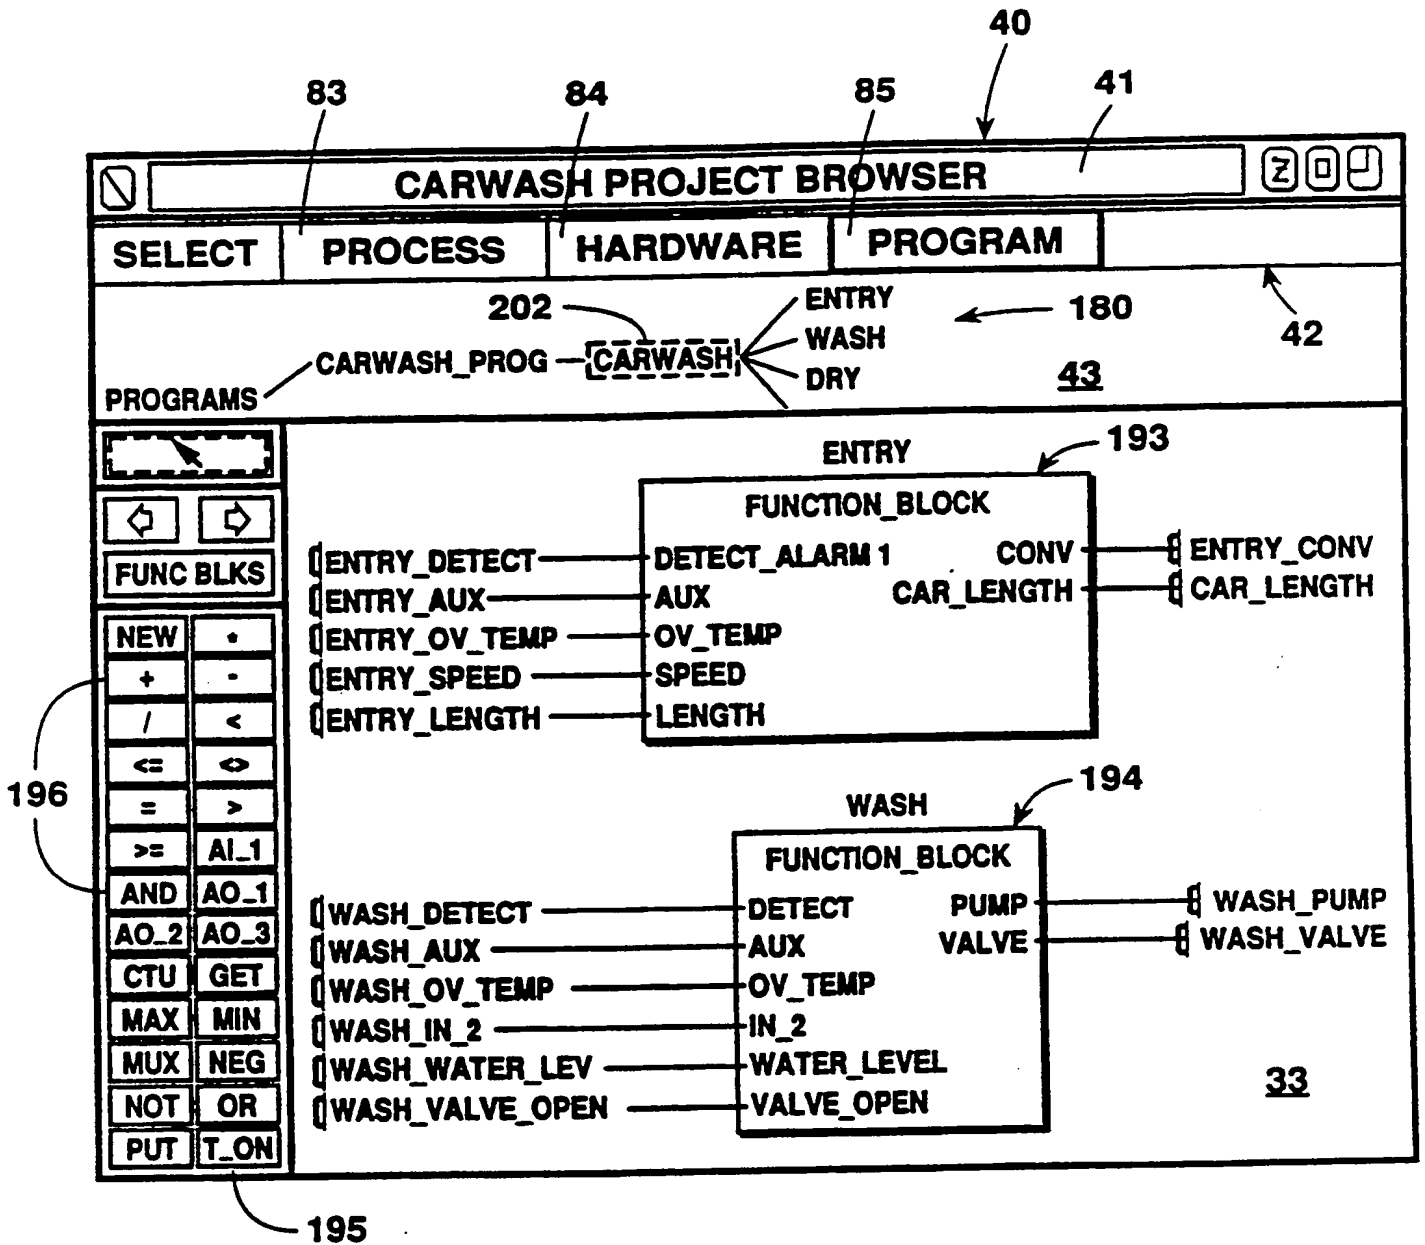 40
83
84
85
41
CARWASH PROJECT BROWSER
Z
SELECT
PROCESS
HARDWARE
PROGRAM
202
ENTRY
180
42
CARWASH_PROG
CARWASH
WASH
PROGRAMS
DRY
43
FUNC BLKS
NEW
*
+
-
/
<
<=
<>
=
>
>=
AI_1
AND
AO_1
AO_2
AO_3
CTU
GET
MAX
MIN
MUX
NEG
NOT
OR
PUT
T_ON
196
195
ENTRY
193
FUNCTION_BLOCK
ENTRY_DETECT
DETECT_ALARM 1
CONV
ENTRY_CONV
ENTRY_AUX
AUX
CAR_LENGTH
CAR_LENGTH
ENTRY_OV_TEMP
OV_TEMP
ENTRY_SPEED
SPEED
ENTRY_LENGTH
LENGTH
WASH
194
FUNCTION_BLOCK
WASH_DETECT
DETECT
PUMP
WASH_PUMP
WASH_AUX
AUX
VALVE
WASH_VALVE
WASH_OV_TEMP
OV_TEMP
WASH_IN_2
IN_2
WASH_WATER_LEV
WATER_LEVEL
WASH_VALVE_OPEN
VALVE_OPEN
33